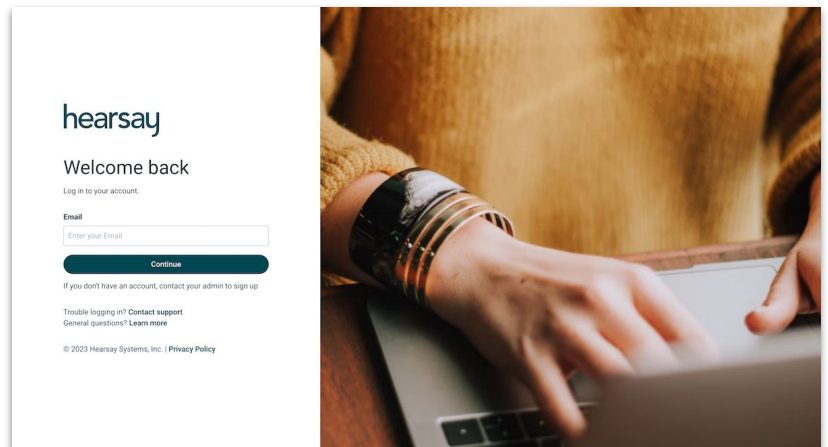 hearsay
Welcome back
Log in to your account.
Email
Enter your Email
Continue
If you don't have an account, contact your admin to sign up
Trouble logging in? Contact support
General questions? Learn more
© 2023 Hearsay Systems, Inc. | Privacy Policy